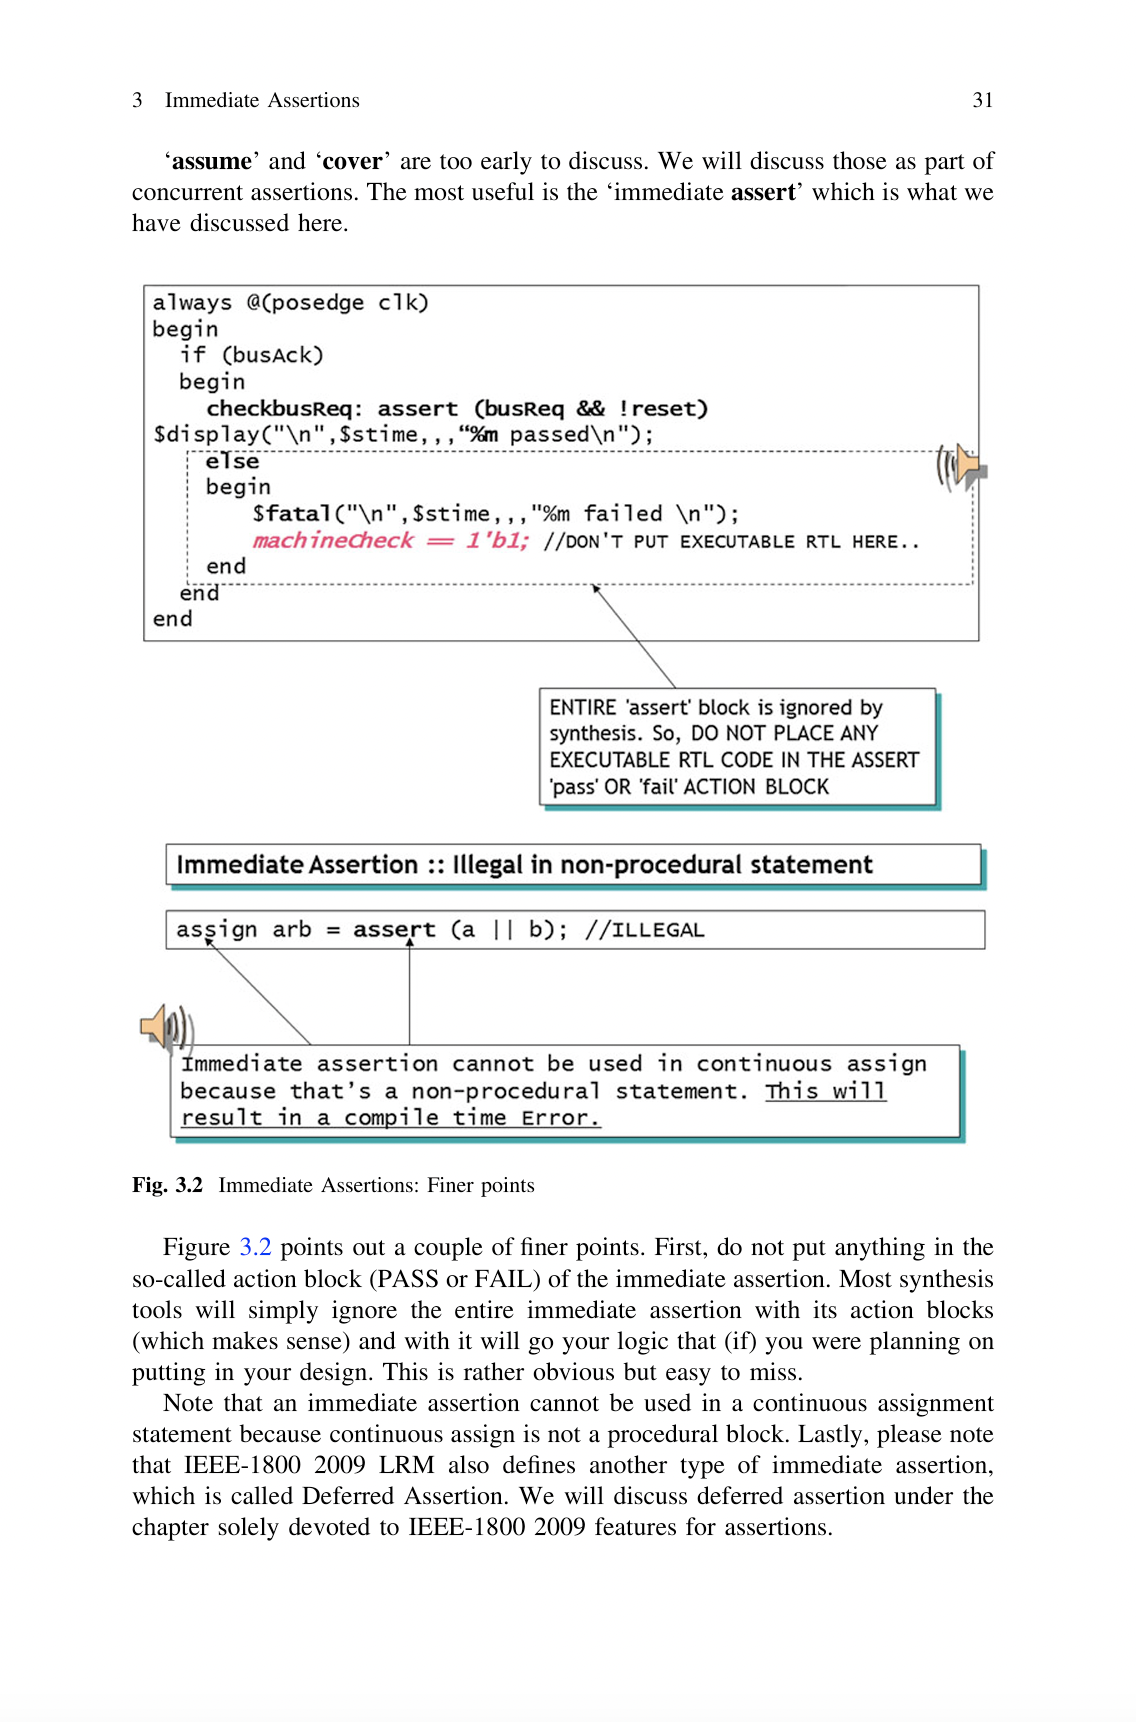 3 Immediate Assertions 31
‘assume’ and ‘cover’ are too early to discuss. We will discuss those as part of
concurrent assertions. The most useful is the ‘immediate assert’ which is what we
have discussed here.
always @(posedge clk)
begin
if (busAck)
begin
checkbusReq: assert (busReq && !reset)
$display("\n",$stime,,,“%m passed\n");
else
begin
$fatal("\n",$stime,,,"%m failed \n");
machineCheck == 1'b1; //DON'T PUT EXECUTABLE RTL HERE..
end
end
end
ENTIRE 'assert' block is ignored by
synthesis. So, DO NOT PLACE ANY
EXECUTABLE RTL CODE IN THE ASSERT
'pass' OR 'fail' ACTION BLOCK
Immediate Assertion :: Illegal in non-procedural statement
assign arb = assert (a || b); //ILLEGAL
Immediate assertion cannot be used in continuous assign
because that’s a non-procedural statement. This will
result in a compile time Error.
Fig. 3.2 Immediate Assertions: Finer points
Figure 3.2 points out a couple of finer points. First, do not put anything in the
so-called action block (PASS or FAIL) of the immediate assertion. Most synthesis
tools will simply ignore the entire immediate assertion with its action blocks
(which makes sense) and with it will go your logic that (if) you were planning on
putting in your design. This is rather obvious but easy to miss.
Note that an immediate assertion cannot be used in a continuous assignment
statement because continuous assign is not a procedural block. Lastly, please note
that IEEE-1800 2009 LRM also defines another type of immediate assertion,
which is called Deferred Assertion. We will discuss deferred assertion under the
chapter solely devoted to IEEE-1800 2009 features for assertions.